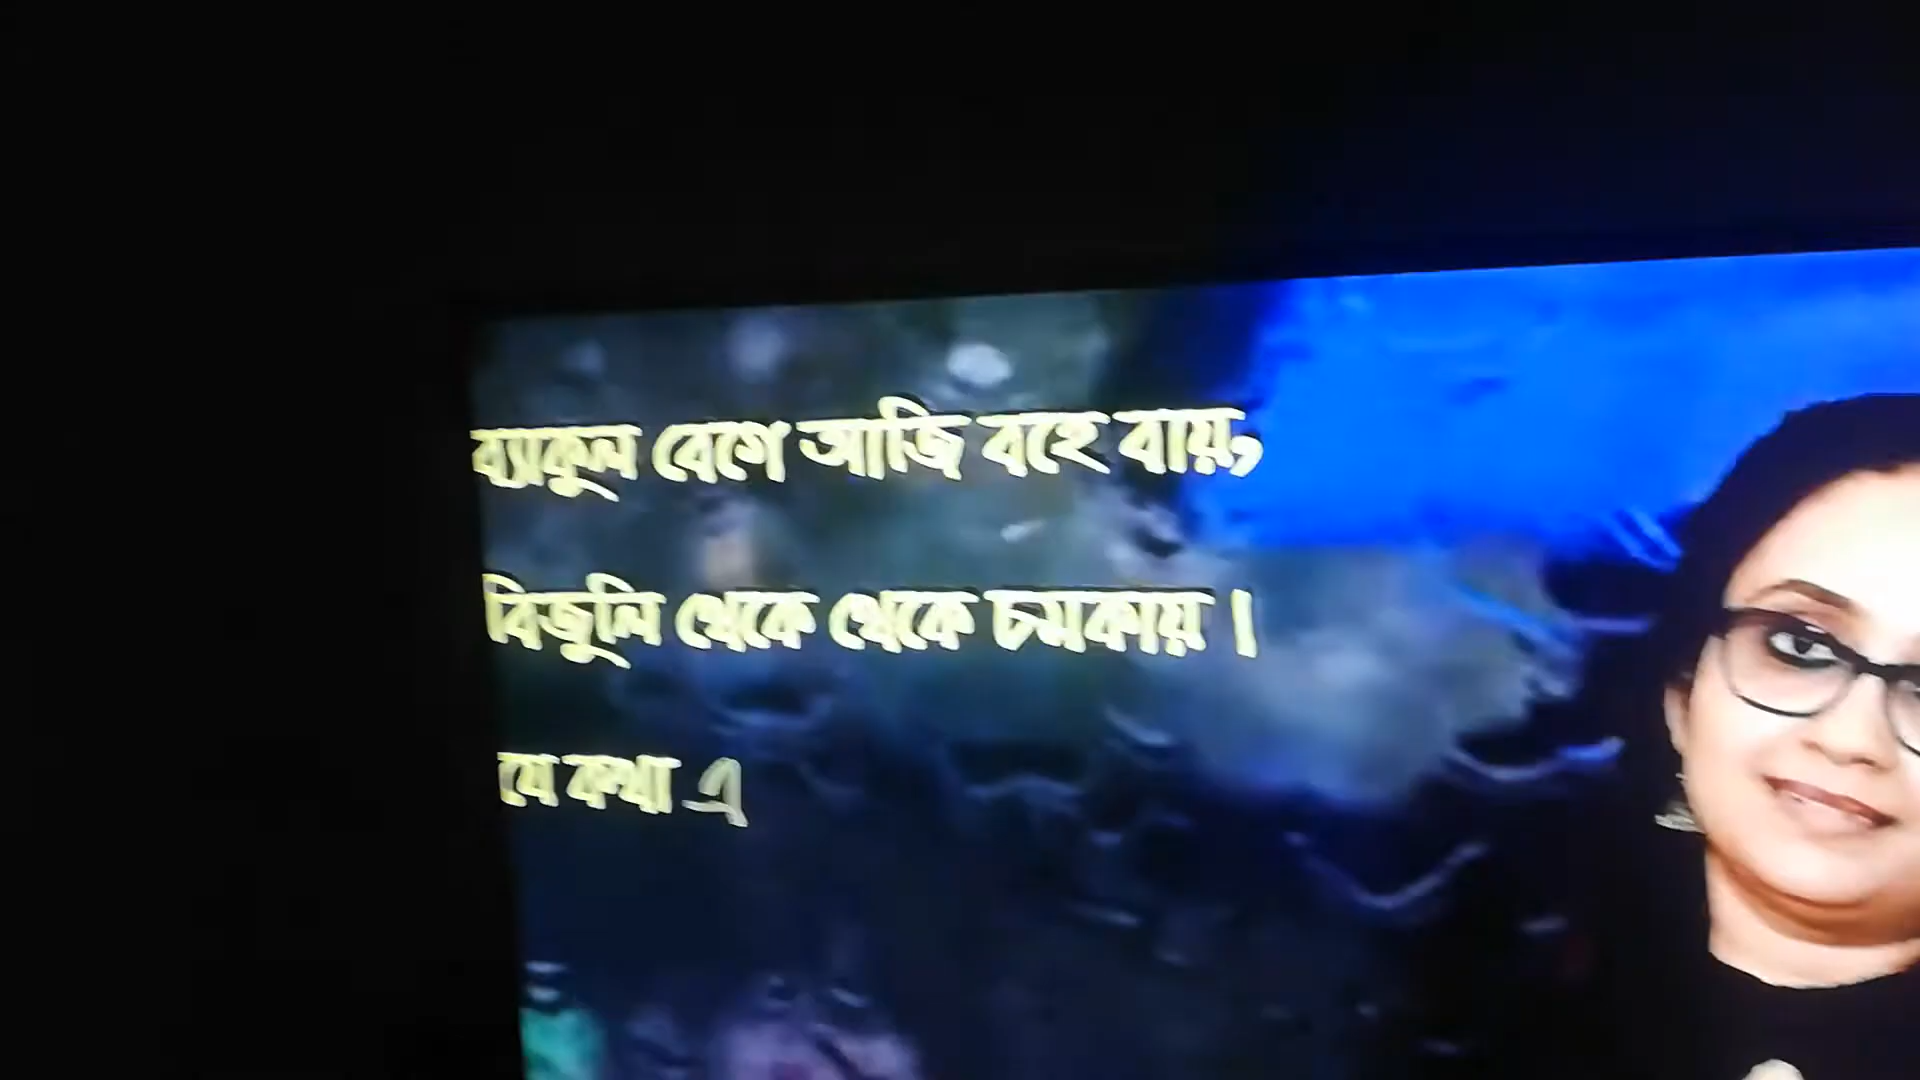 ব্যাকুল বেগে আজি বহে বায়,
বিজুলি থেকে থেকে চমকায় ।
যে কথা এ